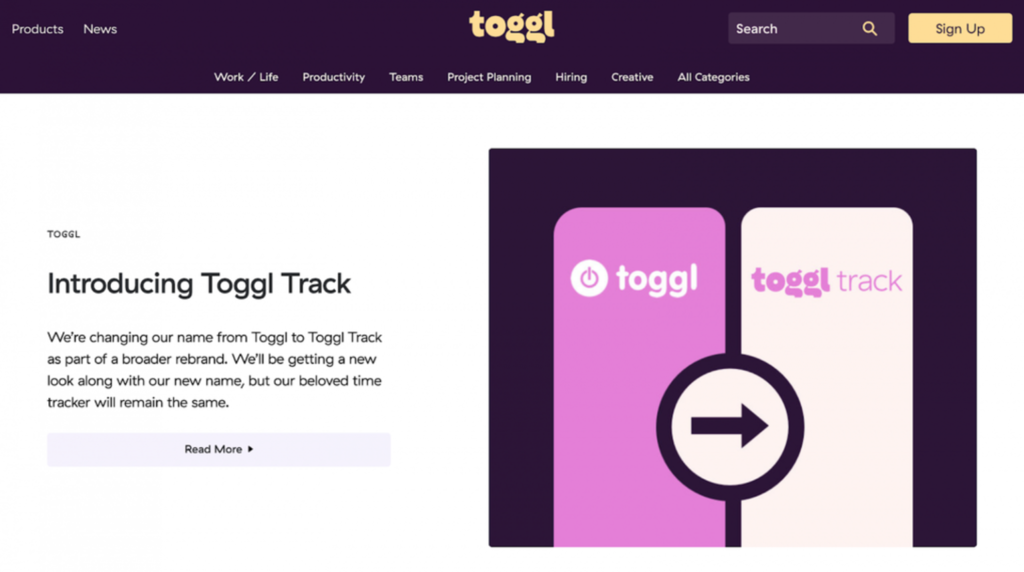 Products
News
toggl
Search
Sign Up
Work / Life
Productivity
Teams
Project Planning
Hiring
Creative
All Categories
TOGGL
Introducing Toggl Track
We're changing our name from Toggl to Toggl Track
as part of a broader rebrand. We'll be getting a new
look along with our new name, but our beloved time
tracker will remain the same.
Read More
toggl
toggl track